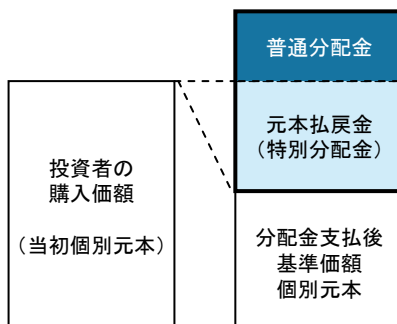 普通分配金
元本払戻金
（特別分配金）
投資者の
購入価額
（当初個別元本）
分配金支払後
基準価額
個別元本